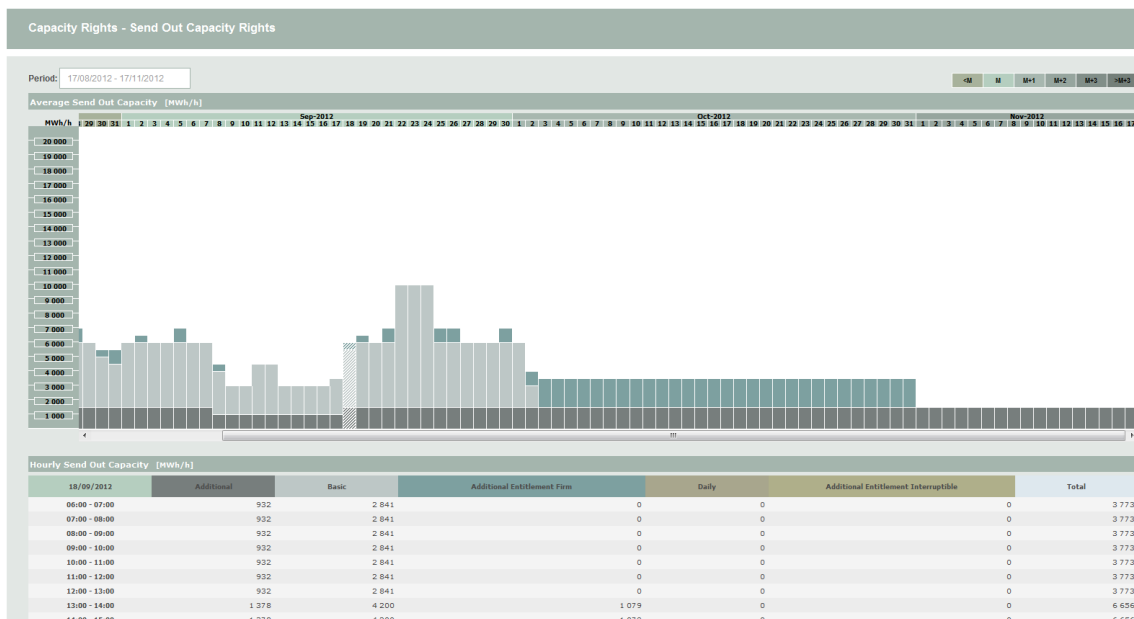 Capacity Rights - Send Out Capacity Rights
Period: 17/08/2012 - 17/11/2012
<M M M+1 M+2 M+3 >M+3
Average Send Out Capacity [MWh/h]
Sep-2012 Oct-2012 Nov-2012
MWh/h 29 30 31 1 2 3 4 5 6 7 8 9 10 11 12 13 14 15 16 17 18 19 20 21 22 23 24 25 26 27 28 29 30 1 2 3 4 5 6 7 8 9 10 11 12 13 14 15 16 17 18 19 20 21 22 23 24 25 26 27 28 29 30 31 1 2 3 4 5 6 7 8 9 10 11 12 13 14 15 16 17
20 000
19 000
18 000
17 000
16 000
15 000
14 000
13 000
12 000
11 000
10 000
9 000
8 000
7 000
6 000
5 000
4 000
3 000
2 000
1 000
Hourly Send Out Capacity [MWh/h]
18/09/2012 Additional Basic Additional Entitlement Firm Daily Additional Entitlement Interruptible Total
06:00 - 07:00 932 2 841 0 0 0 3 773
07:00 - 08:00 932 2 841 0 0 0 3 773
08:00 - 09:00 932 2 841 0 0 0 3 773
09:00 - 10:00 932 2 841 0 0 0 3 773
10:00 - 11:00 932 2 841 0 0 0 3 773
11:00 - 12:00 932 2 841 0 0 0 3 773
12:00 - 13:00 932 2 841 0 0 0 3 773
13:00 - 14:00 1 378 4 200 1 079 0 0 6 656